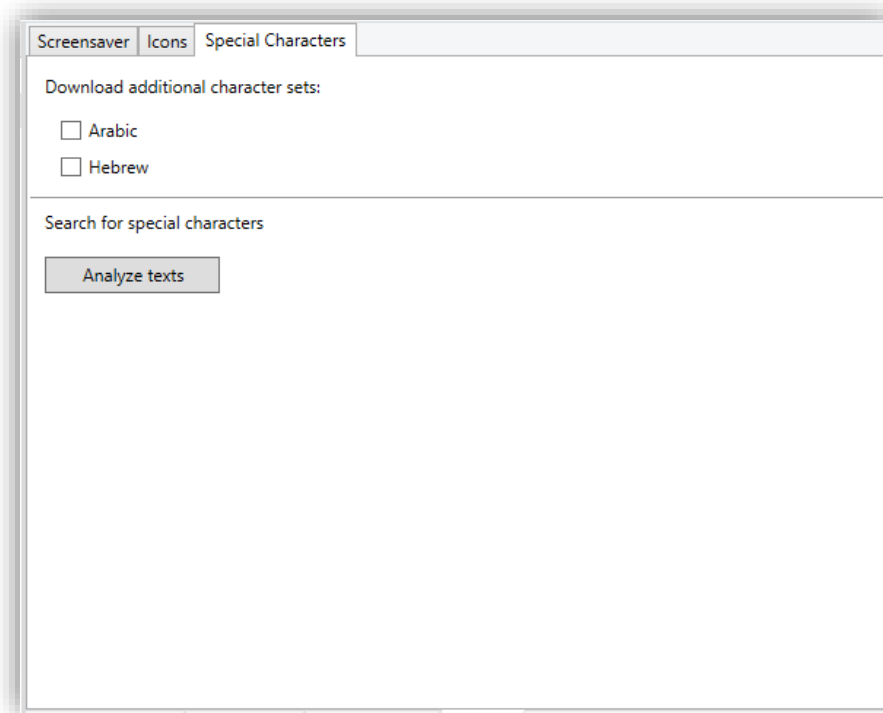 Screensaver Icons Special Characters
Download additional character sets:
Arabic
Hebrew
Search for special characters
Analyze texts